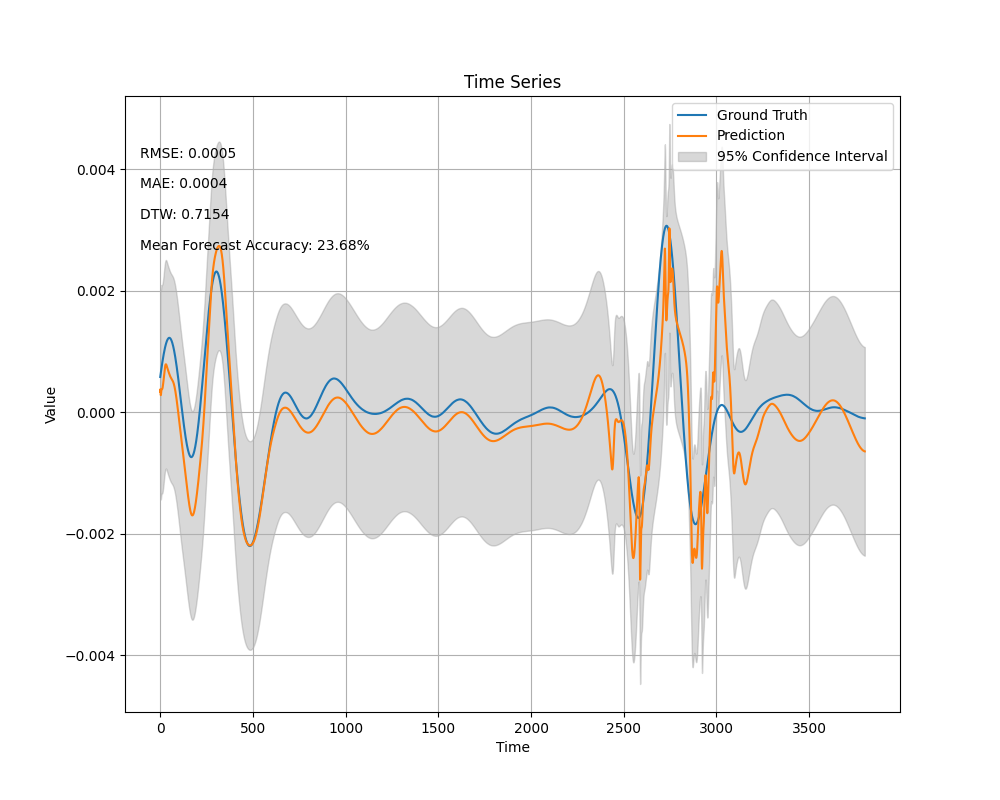 Time Series
Ground Truth
Prediction
95% Confidence Interval
RMSE: 0.0005
MAE: 0.0004
DTW: 0.7154
Mean Forecast Accuracy: 23.68%
Value
0.004
0.002
0.000
−0.002
−0.004
0 500 1000 1500 2000 2500 3000 3500
Time